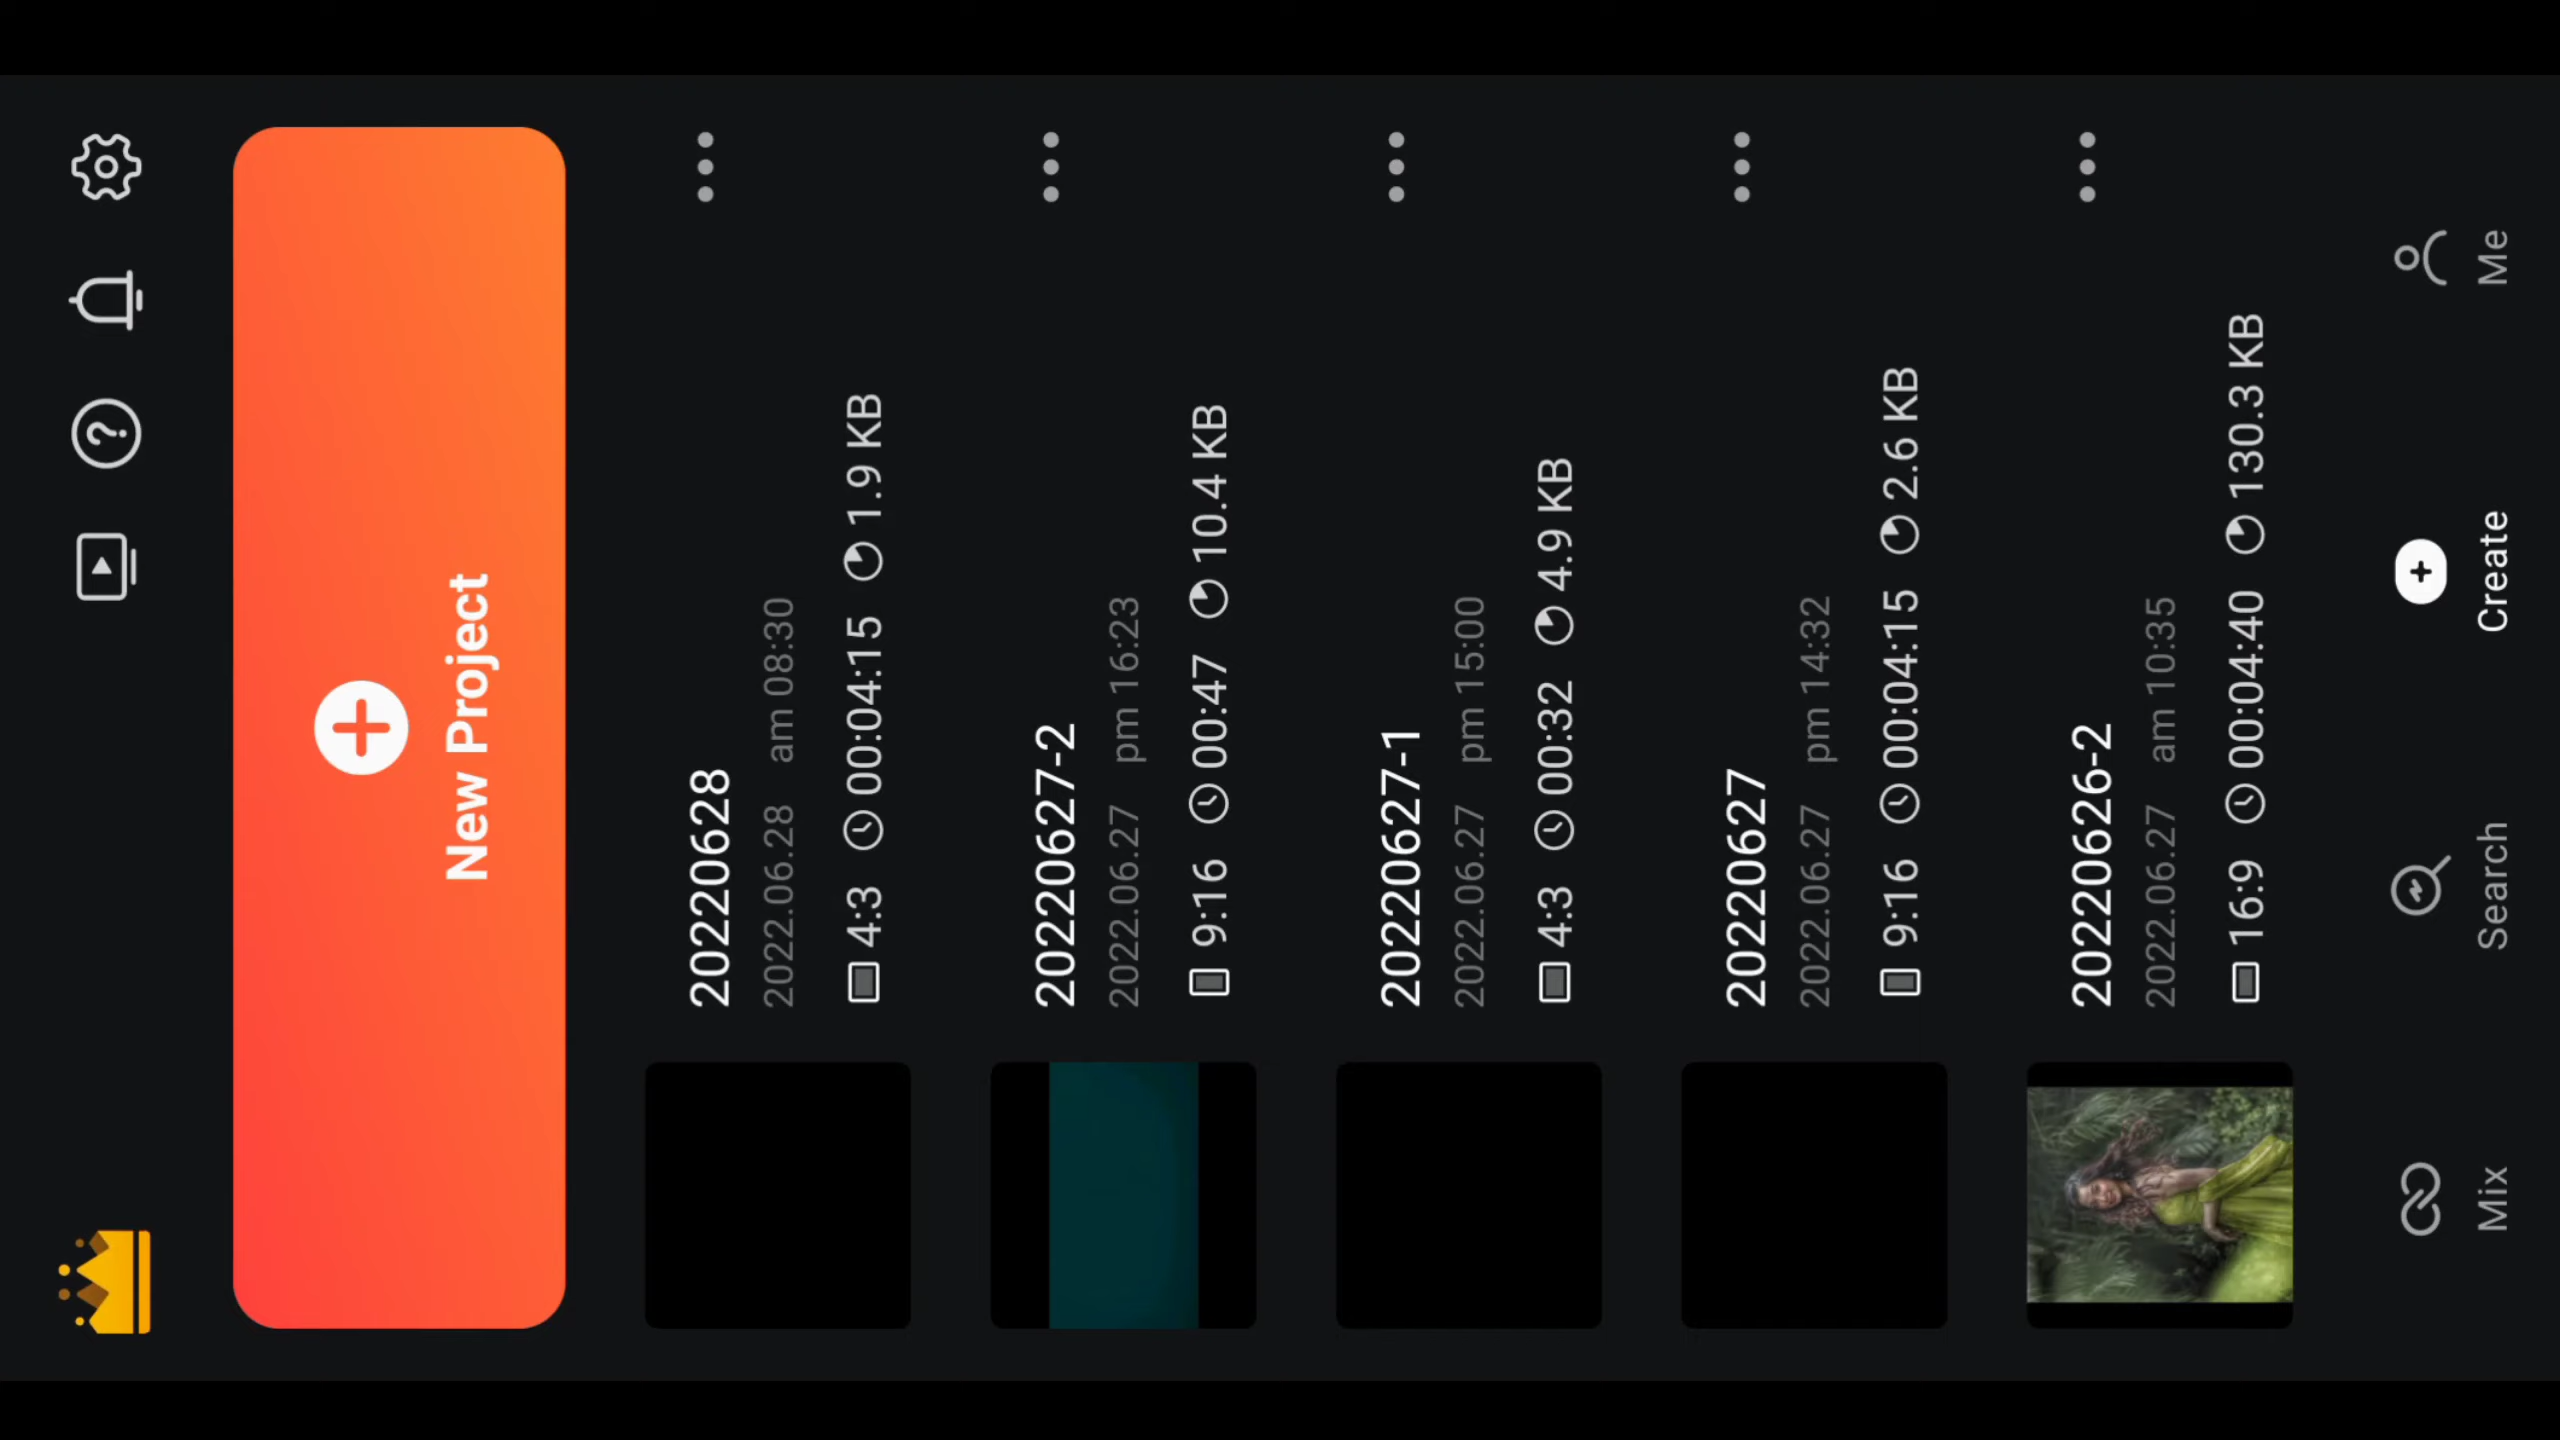 New Project
20220628
2022.06.28 am 08:30
4:3 00:04:15 1.9 KB
20220627-2
2022.06.27 pm 16:23
9:16 00:47 10.4 KB
20220627-1
2022.06.27 pm 15:00
4:3 00:32 4.9 KB
20220627
2022.06.27 pm 14:32
9:16 00:04:15 2.6 KB
20220626-2
2022.06.27 am 10:35
16:9 00:04:40 130.3 KB
Mix Search Create Me